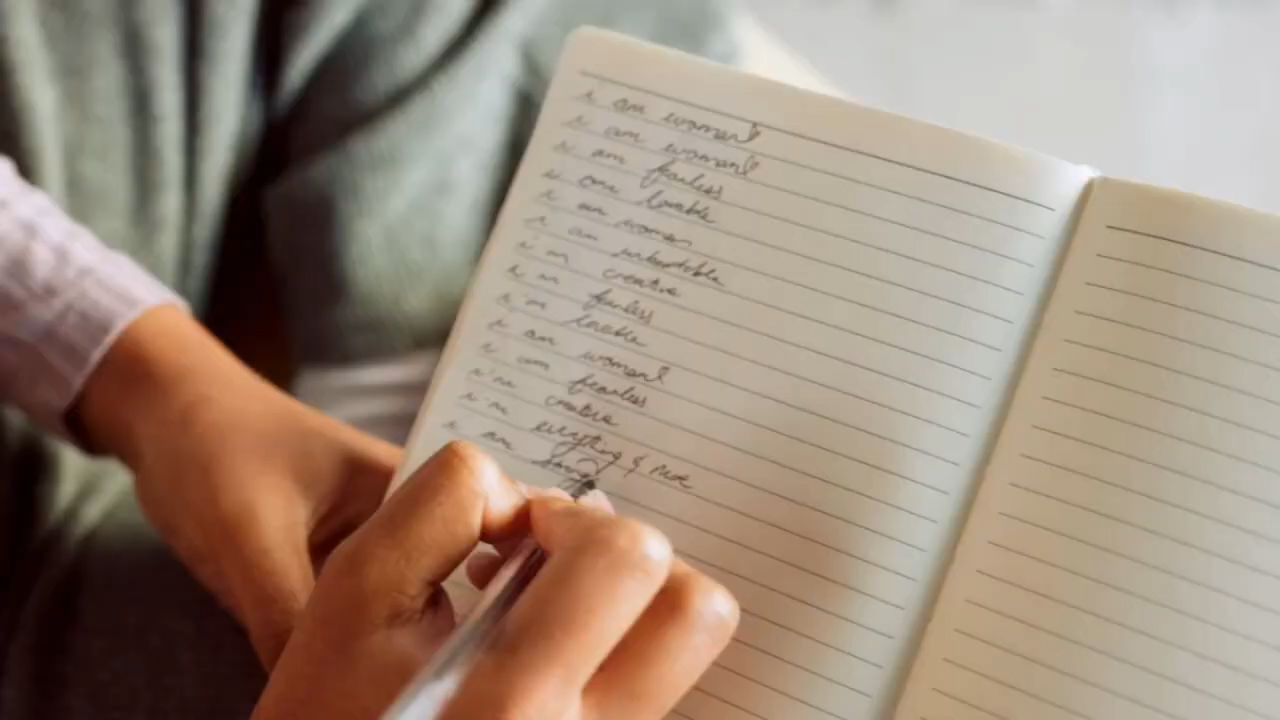 i am woman!
i am woman!
i am fearless
i am lovable
i am woman
i am unbeatable
i'm creative
i am fearless
i'm lovable
i am woman!
i am fearless
i'm creative
i'm everything & more
i am